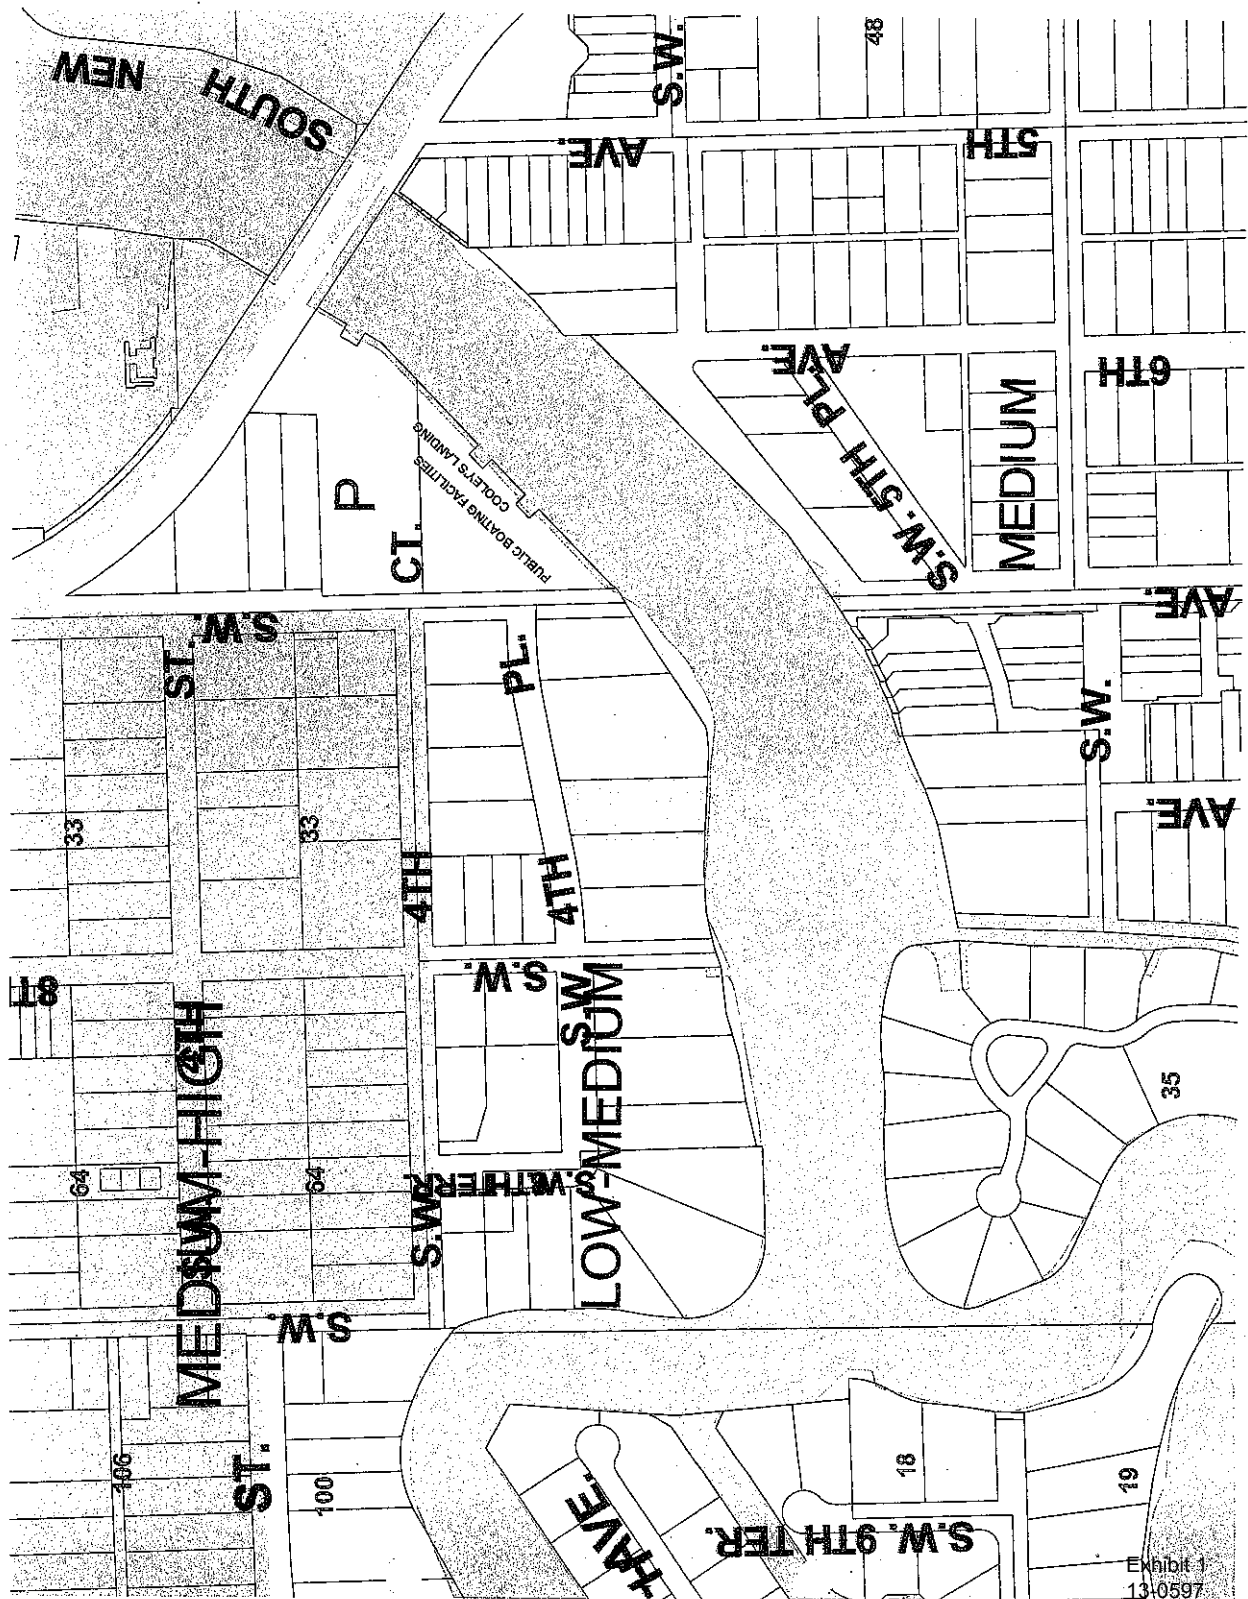 NEW
SOUTH
S.W.
48
AVE.
5TH
AVE.
6TH
S.W. 5TH PL.
MEDIUM
P
CT.
COOLEY'S LANDING
PUBLIC BOATING FACILITIES
S.W.
ST.
PL.
AVE.
S.W.
AVE.
33
33
4TH
4TH
S.W.
S.W
MEDIUM-HIGH
4TH
S.W.
LOW-MEDIUM
35
64
64
S.W.
S.W.
106
ST.
100
AVE.
18
19
S.W. 9TH TER.
Exhibit 1
13-0597